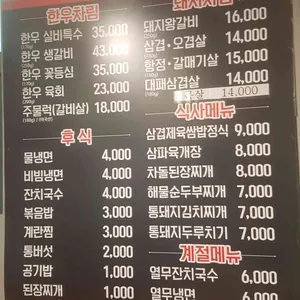 한우차림
한우 실비특수 35,000
한우 생갈비 43,000
한우 꽃등심 35,000
한우 육회 23,000
주물럭(갈비살) 18,000
후식
물냉면 4,000
비빔냉면 4,000
잔치국수 4,000
볶음밥 3,000
계란찜 3,000
통버섯 2,000
공기밥 1,000
된장찌개 1,000
돼지차림
돼지왕갈비 16,000
삼겹·오겹살 14,000
항정·갈매기살 15,000
대패삼겹살 14,000
살 14,000
식사메뉴
삼겹제육쌈밥정식 9,000
삼파육개장 8,000
차돌된장찌개 8,000
해물순두부찌개 7,000
통돼지김치찌개 7,000
통돼지두루치기 7,000
계절메뉴
열무잔치국수 6,000
열무냉면 6,000